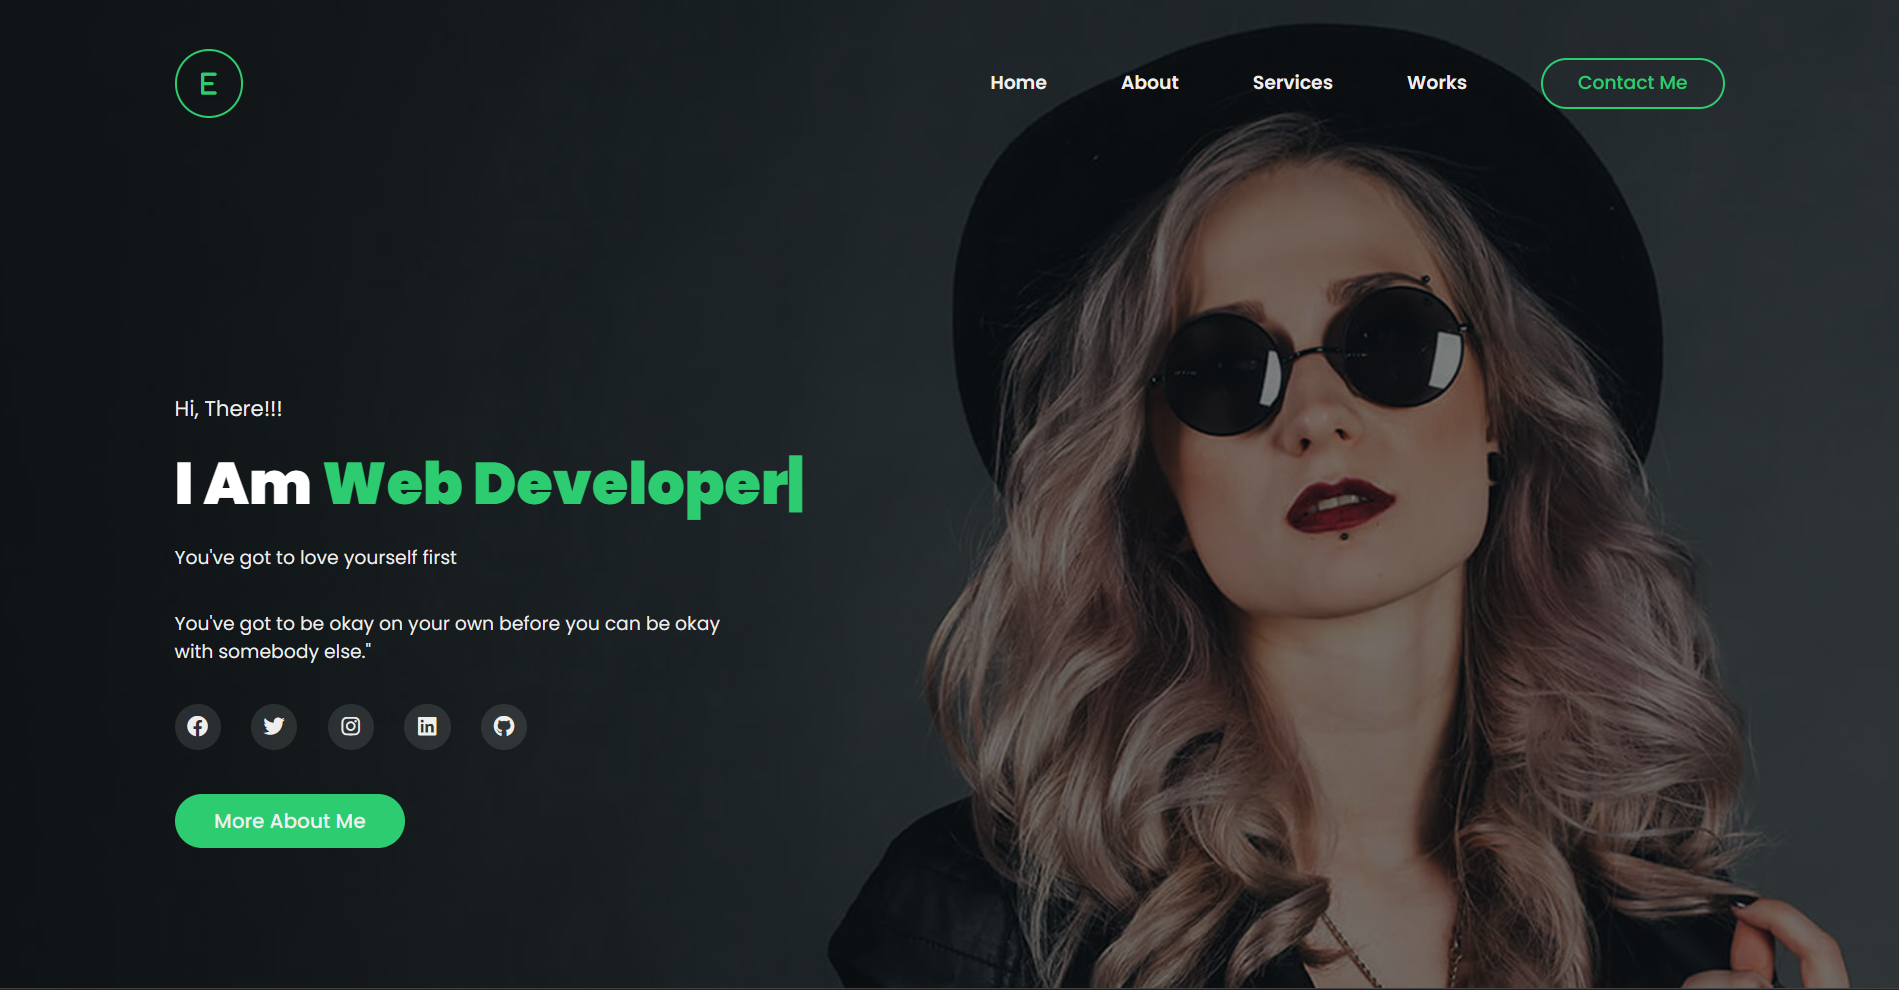 E
Home About Services Works Contact Me
Hi, There!!!
I Am Web Developer|
You've got to love yourself first
You've got to be okay on your own before you can be okay
with somebody else."
More About Me